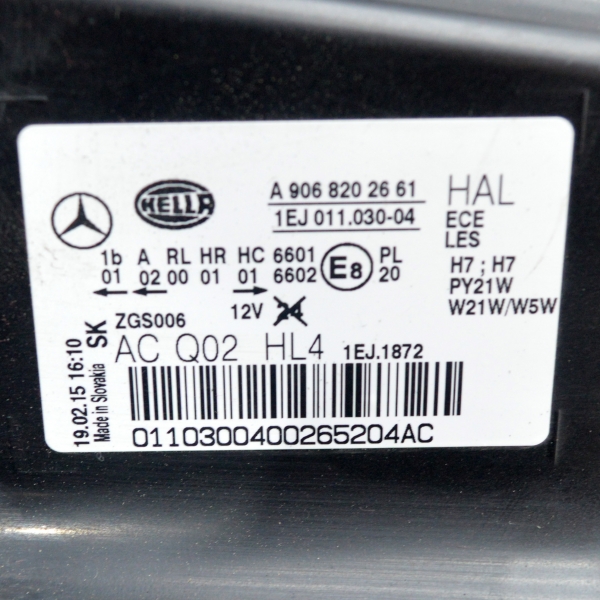 HELLA
A 906 820 26 61
1EJ 011.030-04
HAL
ECE
LES
1b A RL HR HC 6601
01 02 00 01 01 6602
E8
PL
20
H7 ; H7
PY21W
W21W/W5W
ZGS006 12V 24
AC Q02 HL4 1EJ.1872
0110300400265204AC
19.02.15 16:10
Made in Slovakia
SK